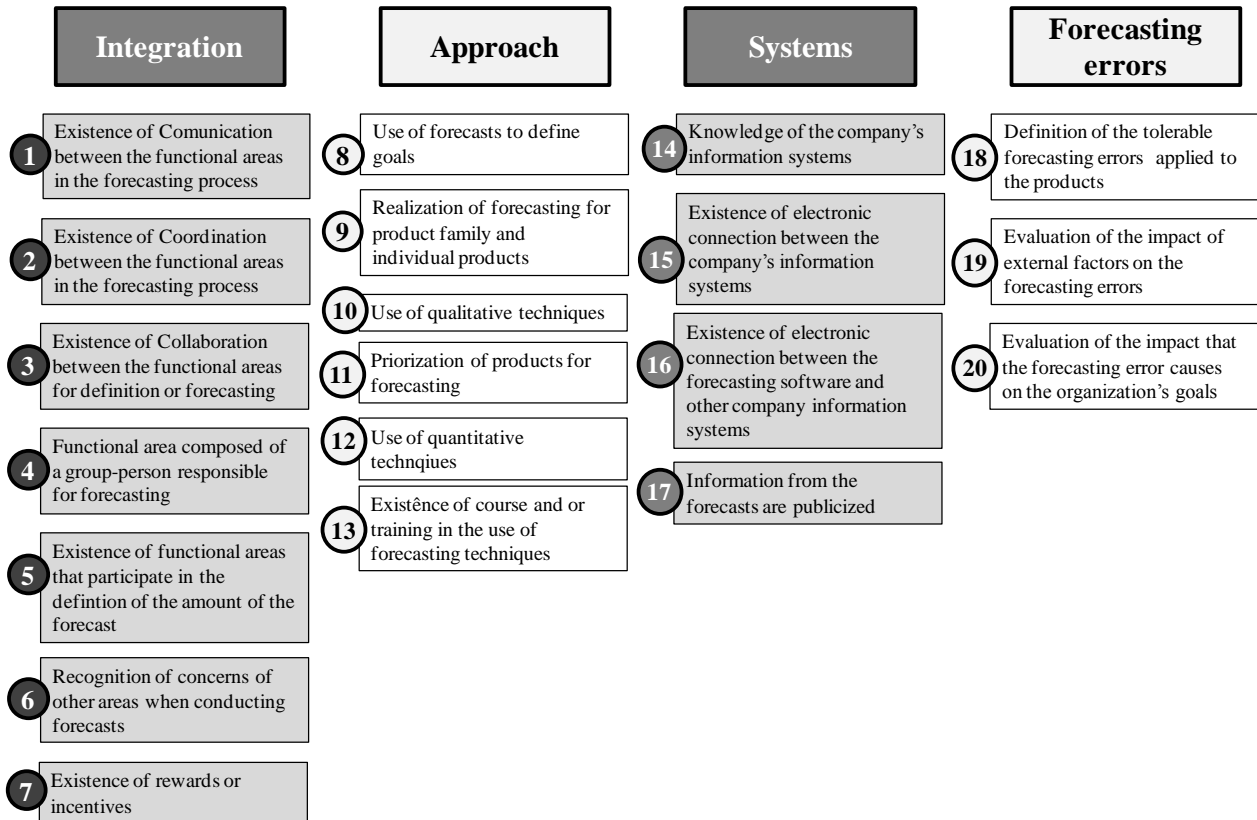 Integration
1
Existence of Comunication
between the functional areas
in the forecasting process
2
Existence of Coordination
between the functional areas
in the forecasting process
3
Existence of Collaboration
between the functional areas
for definition or forecasting
4
Functional area composed of
a group-person responsible
for forecasting
5
Existence of functional areas
that participate in the
defintion of the amount of the
forecast
6
Recognition of concerns of
other areas when conducting
forecasts
7
Existence of rewards or
incentives
Approach
8
Use of forecasts to define
goals
9
Realization of forecasting for
product family and
individual products
10
Use of qualitative techniques
11
Priorization of products for
forecasting
12
Use of quantitative
technqiues
13
Existênce of course and or
training in the use of
forecasting techniques
Systems
14
Knowledge of the company's
information systems
15
Existence of electronic
connection between the
company's information
systems
16
Existence of electronic
connection between the
forecasting software and
other company information
systems
17
Information from the
forecasts are publicized
Forecasting
errors
18
Definition of the tolerable
forecasting errors applied to
the products
19
Evaluation of the impact of
external factors on the
forecasting errors
20
Evaluation of the impact that
the forecasting error causes
on the organization's goals